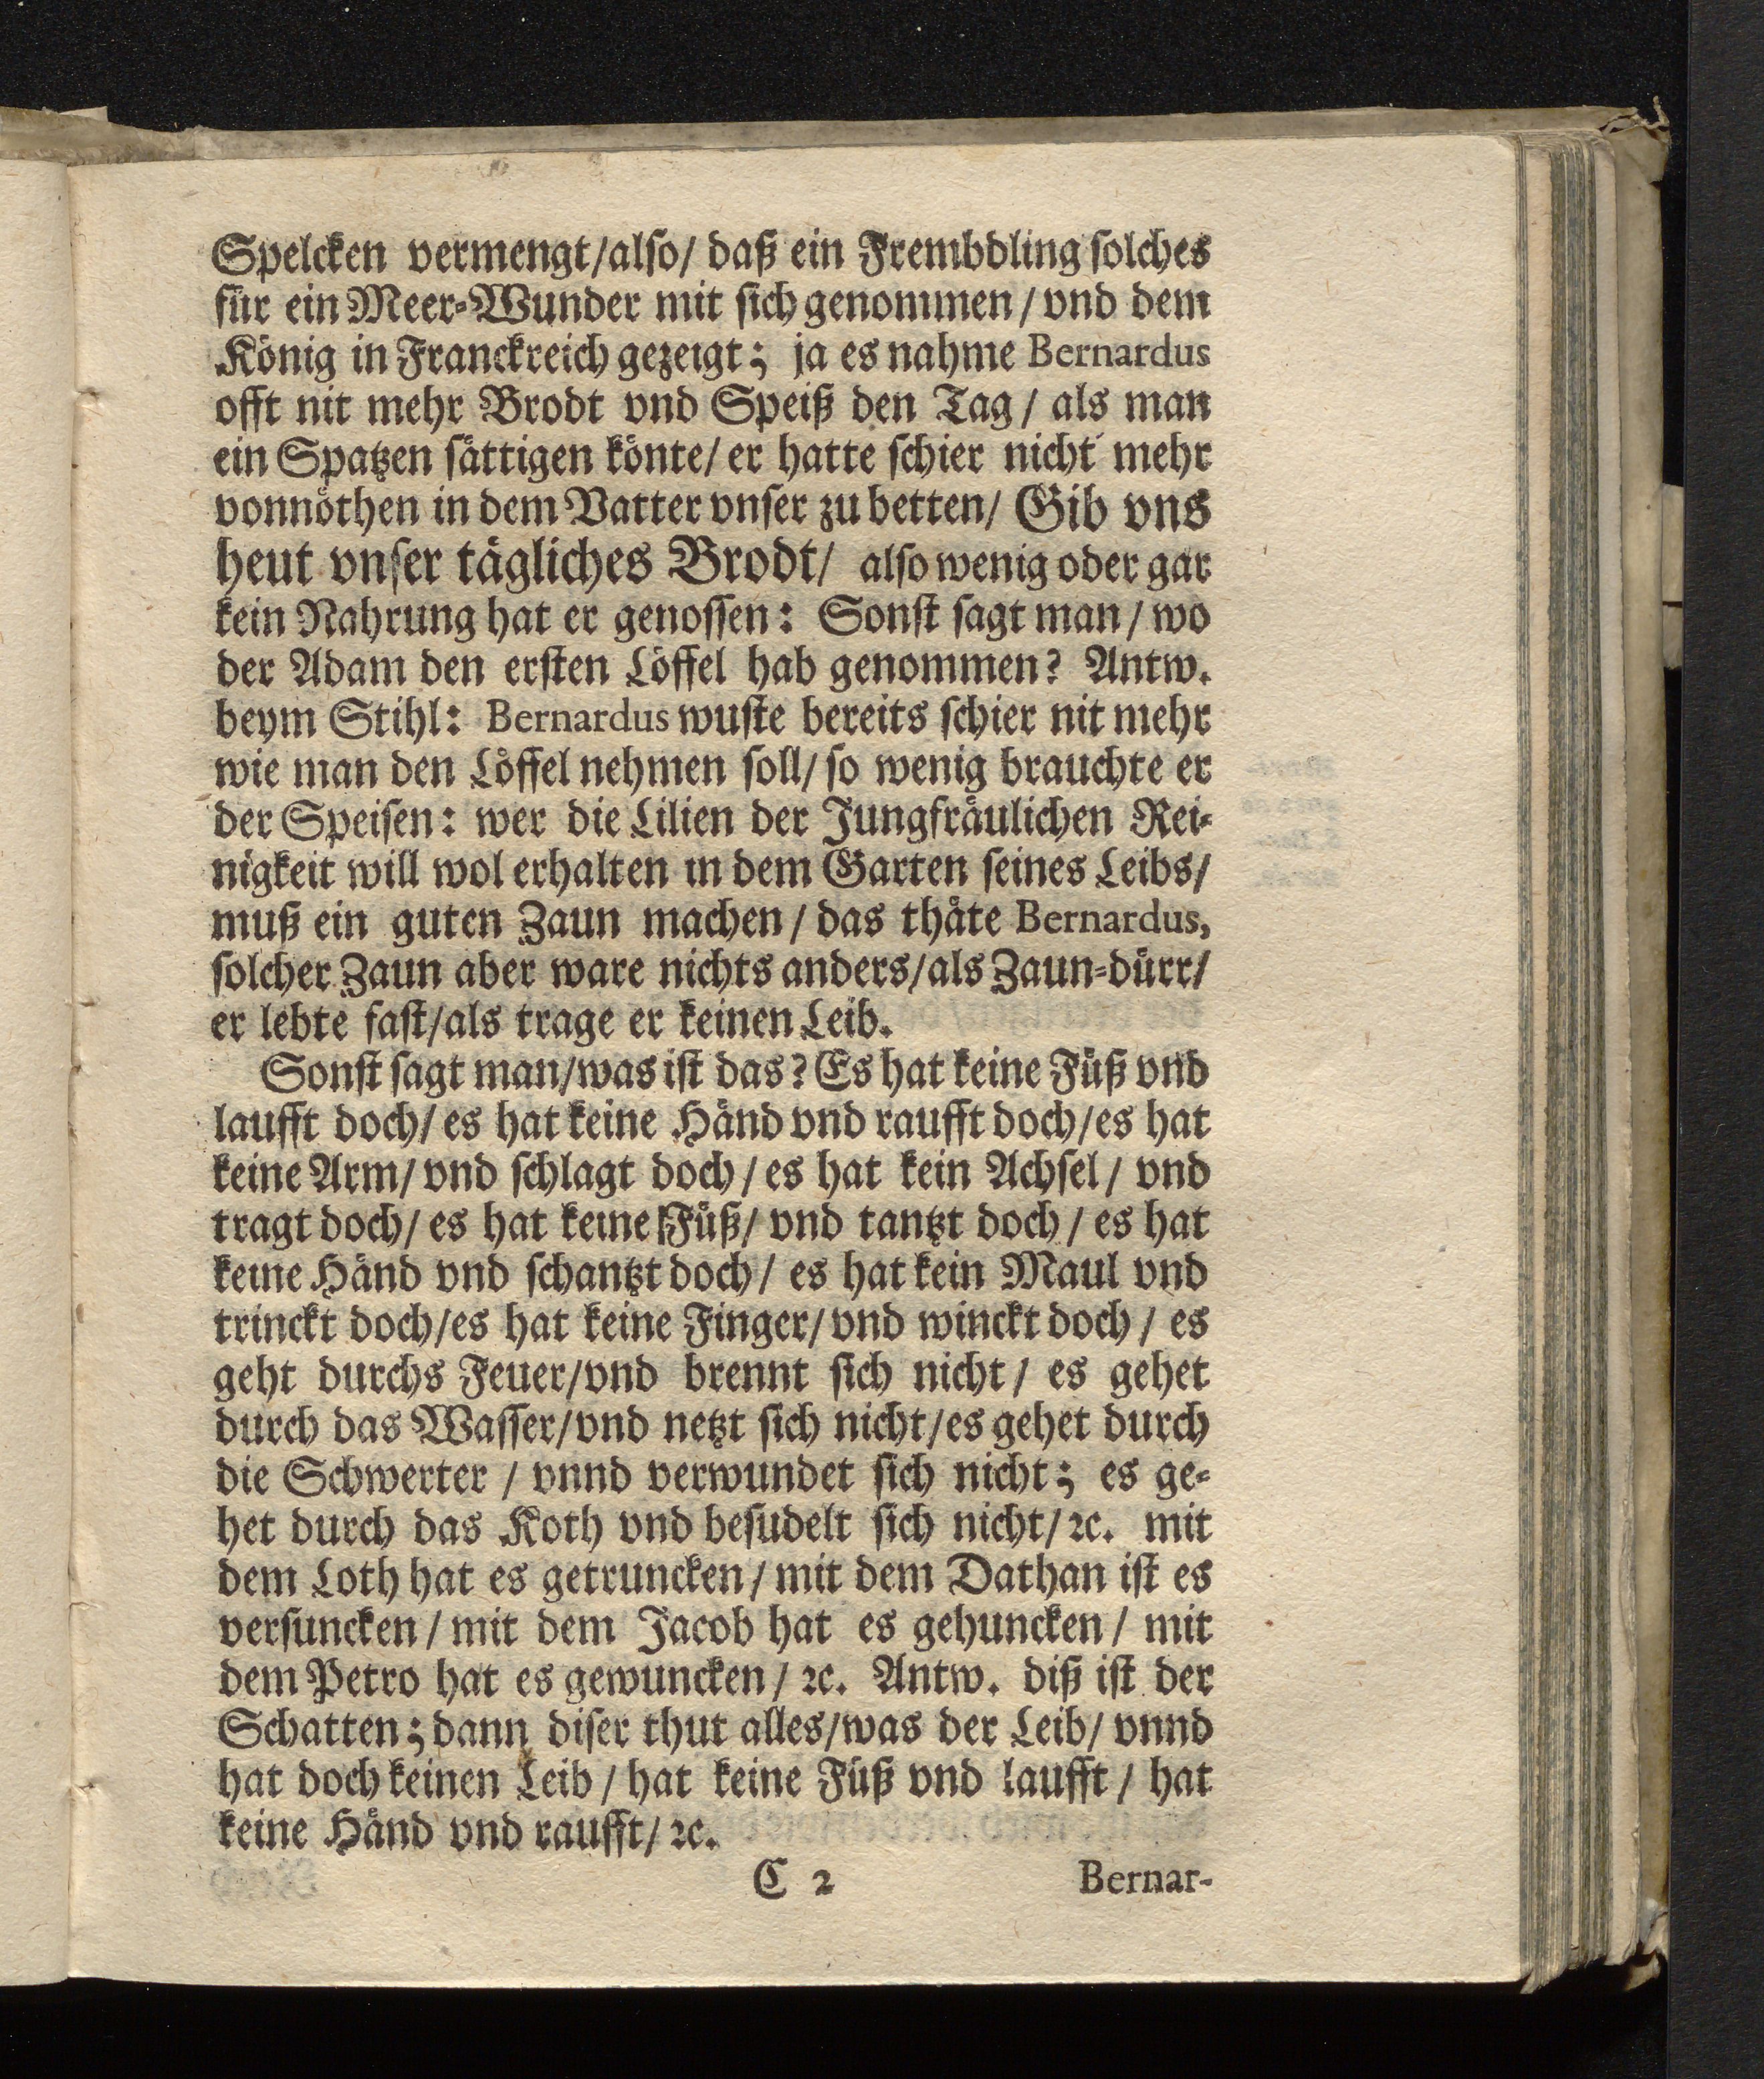 Spelcken vermengt/also/ daß ein Frembdling solches
für ein Meer-Wunder mit sich genommen / vnd dem
König in Franckreich gezeigt; ja es nahme Bernardus
offt nit mehr Brodt vnd Speiß den Tag / als man
ein Spatzen sättigen könte/ er hatte schier nicht mehr
vonnöthen in dem Vatter vnser zu betten/ Gib vns
heut vnser tägliches Brodt/ also wenig oder gar
kein Nahrung hat er genossen: Sonst sagt man / wo
der Adam den ersten Löffel hab genommen? Antw.
beym Stihl: Bernardus wuste bereits schier nit mehr
wie man den Löffel nehmen soll/ so wenig brauchte er
der Speisen: wer die Lilien der Jungfräulichen Rei-
nigkeit will wol erhalten in dem Garten seines Leibs/
muß ein guten Zaun machen / das thäte Bernardus,
solcher Zaun aber ware nichts anders/als Zaun-dürr/
er lebte fast/als trage er keinen Leib.
Sonst sagt man/was ist das? Es hat keine Füß vnd
laufft doch/ es hat keine Händ vnd raufft doch/es hat
keine Arm/ vnd schlagt doch / es hat kein Achsel / vnd
tragt doch/ es hat keine Füß/ vnd tantzt doch / es hat
keine Händ vnd schantzt doch/ es hat kein Maul vnd
trinckt doch/es hat keine Finger/ vnd winckt doch / es
geht durchs Feuer/vnd brennt sich nicht / es gehet
durch das Wasser/vnd netzt sich nicht/es gehet durch
die Schwerter / vnnd verwundet sich nicht; es ge-
het durch das Koth vnd besudelt sich nicht/ ꝛc. mit
dem Loth hat es getruncken / mit dem Dathan ist es
versuncken / mit dem Jacob hat es gehuncken / mit
dem Petro hat es gewuncken / ꝛc. Antw. diß ist der
Schatten; dann diser thut alles/was der Leib/ vnnd
hat doch keinen Leib / hat keine Füß vnd laufft / hat
keine Händ vnd raufft/ ꝛc.
C 2 Bernar-